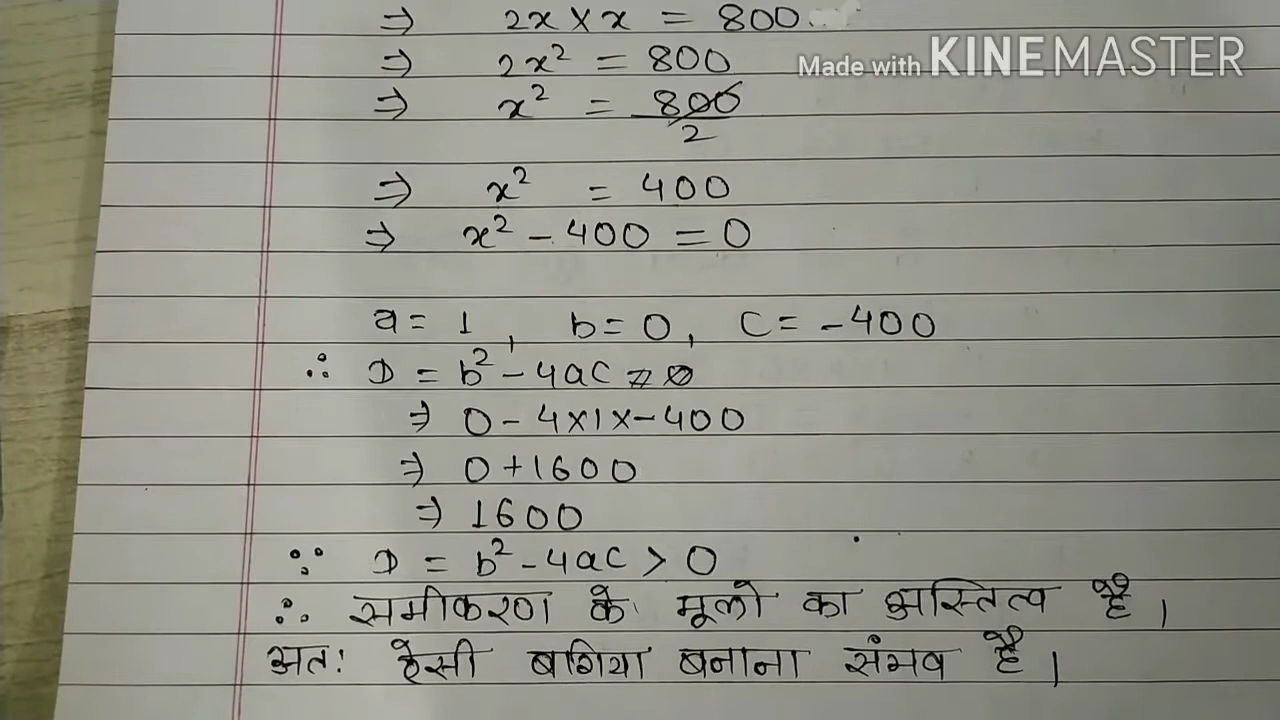 ⇒ 2x × x = 800
Made with KINEMASTER
⇒ 2x² = 800
⇒ x² = 800/2
⇒ x² = 400
⇒ x² - 400 = 0
a = 1, b = 0, c = -400
∴ D = b² - 4ac
⇒ 0 - 4×1×-400
⇒ 0 + 1600
⇒ 1600
∵ D = b² - 4ac > 0
∴ समीकरण के मूलो का अस्तित्व है।
अतः ऐसी बगिया बनाना संभव है।